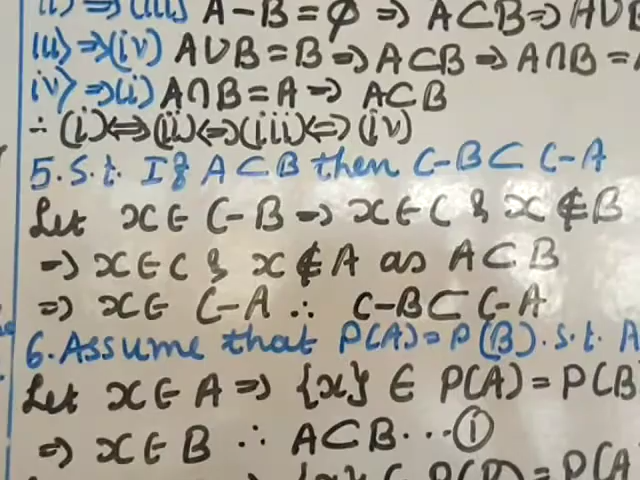 (ii) ⇒ (iii) A - B = ϕ ⇒ A⊂B ⇒ A∪B
(iii) ⇒ (iv) A∪B = B ⇒ A⊂B ⇒ A∩B =
iv) ⇒ (i) A∩B = A ⇒ A⊂B
∴ (i) ⇔ (ii) ⇔ (iii) ⇔ (iv)
5. S.t. If A⊂B then C-B⊂C-A
Let x∈C-B ⇒ x∈C & x∉B
⇒ x∈C & x∉A as A⊂B
⇒ x∈ C-A ∴ C-B⊂C-A
6. Assume that P(A) = P(B). S.t. A
Let x∈A ⇒ {x} ∈ P(A) = P(B
⇒ x∈B ∴ A⊂B ... ①
{x} ∈ P(B) = P(A